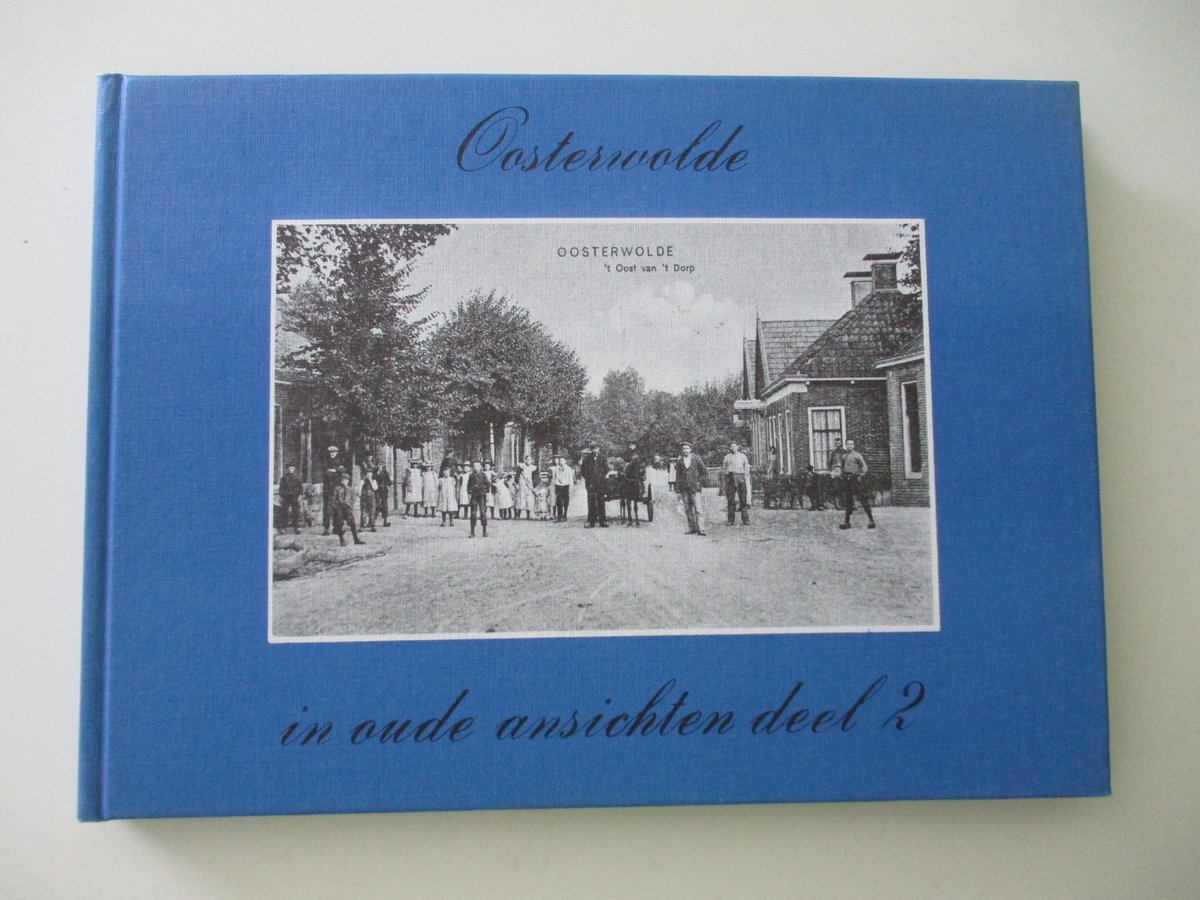 Oosterwolde
OOSTERWOLDE
't Oost van 't Dorp
in oude ansichten deel 2